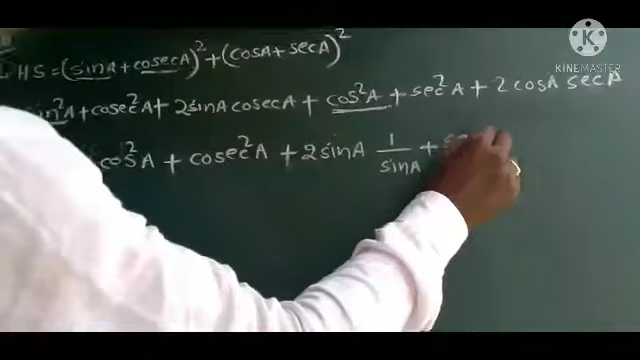 KINEMASTER
HS = (sinA + cosecA)² + (cosA + secA)²
in²A + cosec²A + 2sinA cosecA + cos²A + sec²A + 2 cosA secA
cos²A + cosec²A + 2sinA 1/sinA +